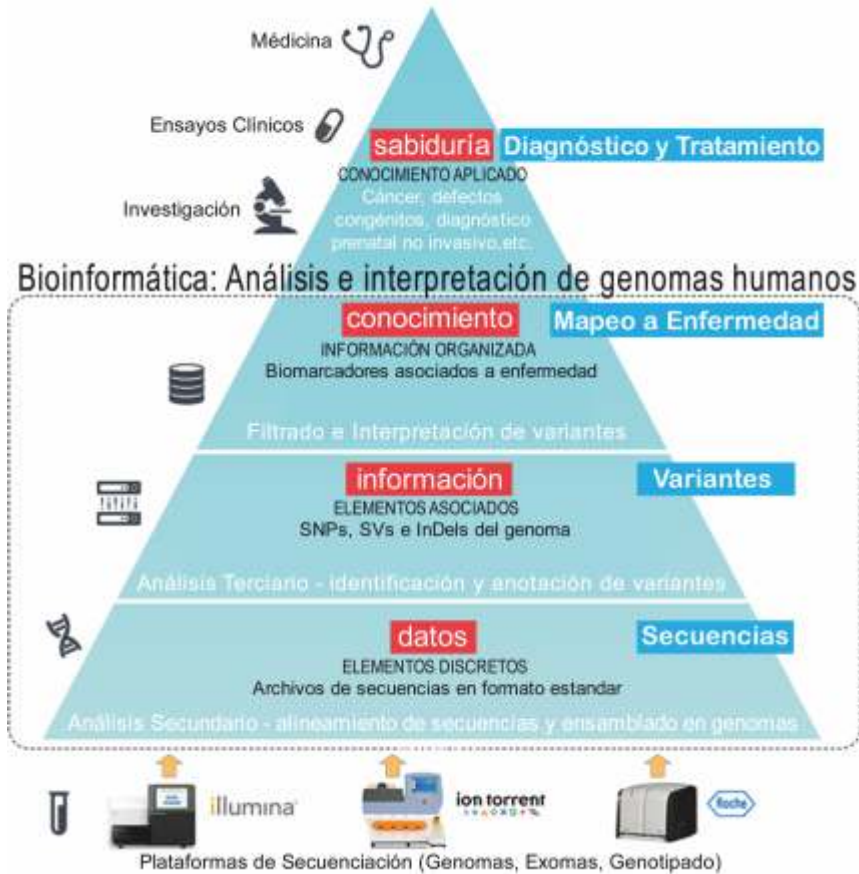 Médicina
Ensayos Clínicos
sabiduría Diagnóstico y Tratamiento
CONOCIMIENTO APLICADO
Investigación
Cáncer, defectos
congénitos, diagnóstico
prenatal no invasivo,etc.
Bioinformática: Análisis e interpretación de genomas humanos
conocimiento Mapeo a Enfermedad
INFORMACIÓN ORGANIZADA
Biomarcadores asociados a enfermedad
Filtrado e Interpretación de variantes
información Variantes
ELEMENTOS ASOCIADOS
SNPs, SVs e InDels del genoma
Análisis Terciario - identificación y anotación de variantes
datos Secuencias
ELEMENTOS DISCRETOS
Archivos de secuencias en formato estandar
Análisis Secundario - alineamiento de secuencias y ensamblado en genomas
illumina ion torrent Roche
Plataformas de Secuenciación (Genomas, Exomas, Genotipado)